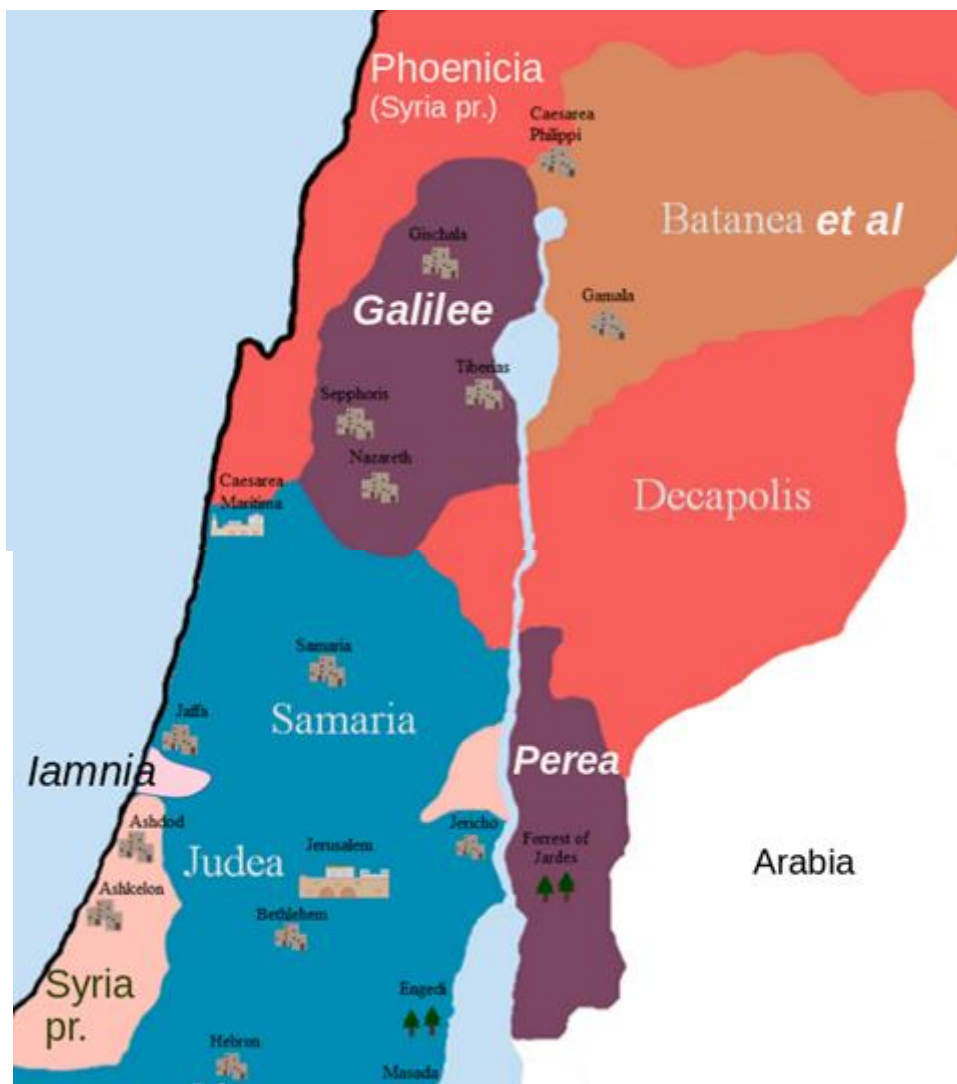 Phoenicia
(Syria pr.)
Caesarea
Philippi
Batanea et al
Gischala
Galilee
Gamala
Tiberias
Sepphoris
Nazareth
Caesarea
Maritima
Decapolis
Samaria
Samaria
Jaffa
Iamnia
Perea
Ashdod
Jericho
Forrest of
Jardes
Judea
Jerusalem
Arabia
Ashkelon
Bethlehem
Syria
pr.
Engedi
Hebron
Masada